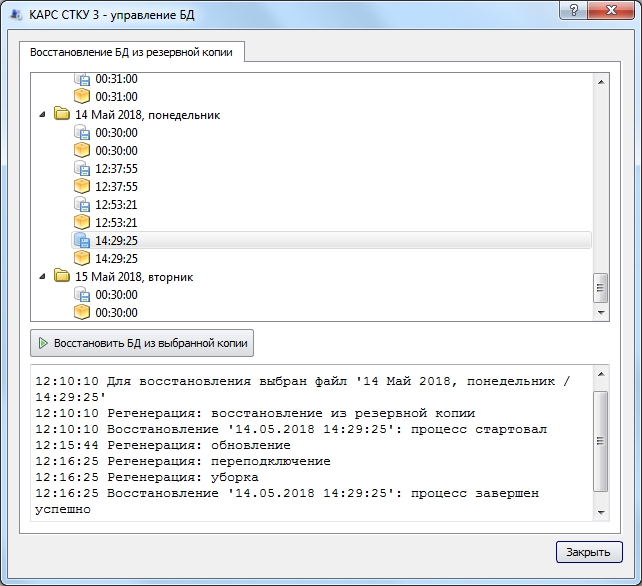 КАРС СТКУ 3 - управление БД
Восстановление БД из резервной копии
00:31:00
00:31:00
14 Май 2018, понедельник
00:30:00
00:30:00
12:37:55
12:37:55
12:53:21
12:53:21
14:29:25
14:29:25
15 Май 2018, вторник
00:30:00
00:30:00
Восстановить БД из выбранной копии
12:10:10 Для восстановления выбран файл '14 Май 2018, понедельник /
14:29:25'
12:10:10 Регенерация: восстановление из резервной копии
12:10:10 Восстановление '14.05.2018 14:29:25': процесс стартовал
12:15:44 Регенерация: обновление
12:16:25 Регенерация: переподключение
12:16:25 Регенерация: уборка
12:16:25 Восстановление '14.05.2018 14:29:25': процесс завершен
успешно
Закрыть